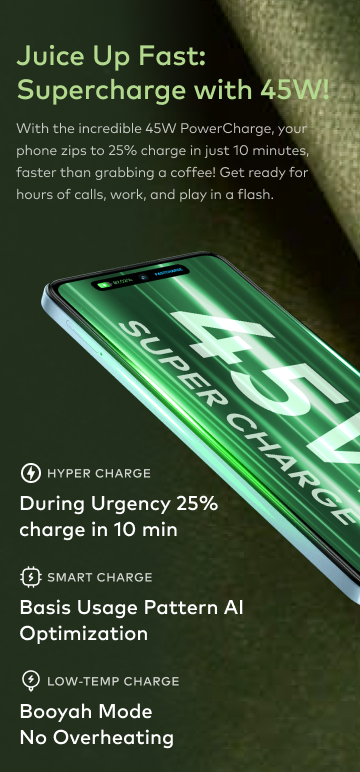 Juice Up Fast:
Supercharge with 45W!
With the incredible 45W PowerCharge, your
phone zips to 25% charge in just 10 minutes,
faster than grabbing a coffee! Get ready for
hours of calls, work, and play in a flash.
45W
SUPER CHARGE
HYPER CHARGE
During Urgency 25%
charge in 10 min
SMART CHARGE
Basis Usage Pattern AI
Optimization
LOW-TEMP CHARGE
Booyah Mode
No Overheating